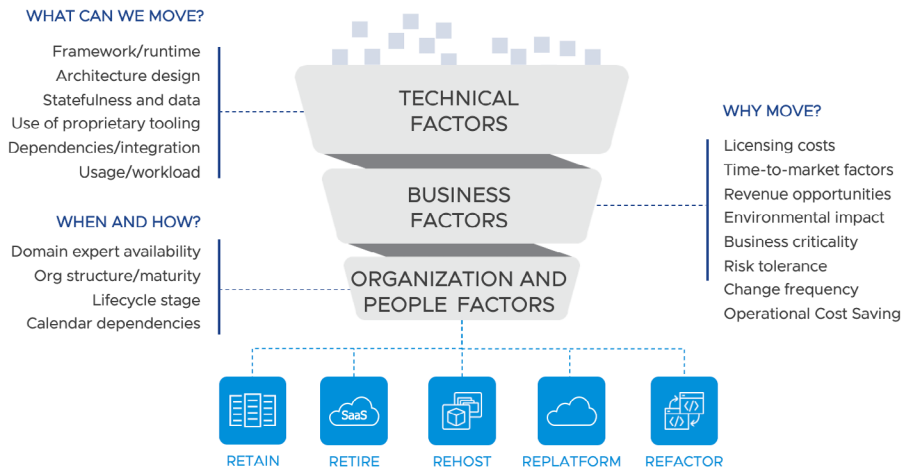 WHAT CAN WE MOVE?
Framework/runtime
Architecture design
Statefulness and data
Use of proprietary tooling
Dependencies/integration
Usage/workload
TECHNICAL
FACTORS
WHY MOVE?
Licensing costs
Time-to-market factors
Revenue opportunities
Environmental impact
Business criticality
Risk tolerance
Change frequency
Operational Cost Saving
BUSINESS
FACTORS
WHEN AND HOW?
Domain expert availability
Org structure/maturity
Lifecycle stage
Calendar dependencies
ORGANIZATION AND
PEOPLE FACTORS
SaaS
</>
</>
RETAIN
RETIRE
REHOST
REPLATFORM
REFACTOR